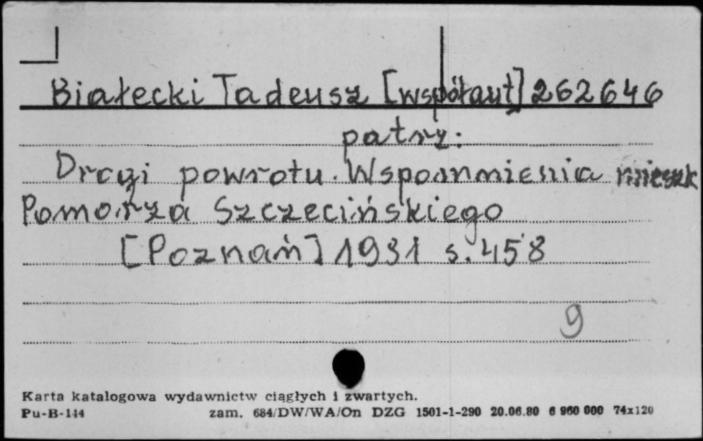 Białecki Tadeusz [współaut] 262646
patrz:
Drogi powrotu. Wspomnienia mieszk
Pomorza Szczecińskiego
[Poznań] 1981 s. 458
9
Karta katalogowa wydawnictw ciągłych i zwartych.
Pu-B-144 zam. 684/DW/WA/On DZG 1501-1-290 20.06.80 6 960 000 74x120